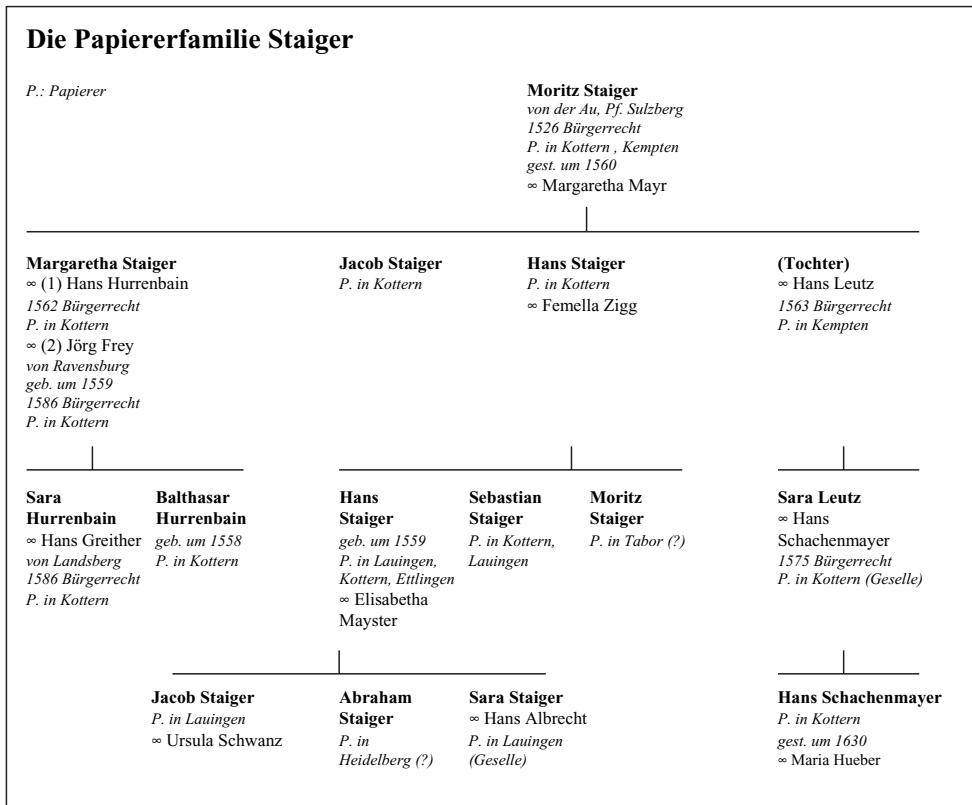 Die Papiererfamilie Staiger
P.: Papierer
Moritz Staiger
von der Au, Pf. Sulzberg
1526 Bürgerrecht
P. in Kottern , Kempten
gest. um 1560
∞ Margaretha Mayr
Margaretha Staiger
∞ (1) Hans Hurrenbain
1562 Bürgerrecht
P. in Kottern
∞ (2) Jörg Frey
von Ravensburg
geb. um 1559
1586 Bürgerrecht
P. in Kottern
Jacob Staiger
P. in Kottern
Hans Staiger
P. in Kottern
∞ Femella Zigg
(Tochter)
∞ Hans Leutz
1563 Bürgerrecht
P. in Kempten
Sara
Hurrenbain
∞ Hans Greither
von Landsberg
1586 Bürgerrecht
P. in Kottern
Balthasar
Hurrenbain
geb. um 1558
P. in Kottern
Hans
Staiger
geb. um 1559
P. in Lauingen,
Kottern, Ettlingen
∞ Elisabetha
Mayster
Sebastian
Staiger
P. in Kottern,
Lauingen
Moritz
Staiger
P. in Tabor (?)
Sara Leutz
∞ Hans
Schachenmayer
1575 Bürgerrecht
P. in Kottern (Geselle)
Jacob Staiger
P. in Lauingen
∞ Ursula Schwanz
Abraham
Staiger
P. in
Heidelberg (?)
Sara Staiger
∞ Hans Albrecht
P. in Lauingen
(Geselle)
Hans Schachenmayer
P. in Kottern
gest. um 1630
∞ Maria Hueber